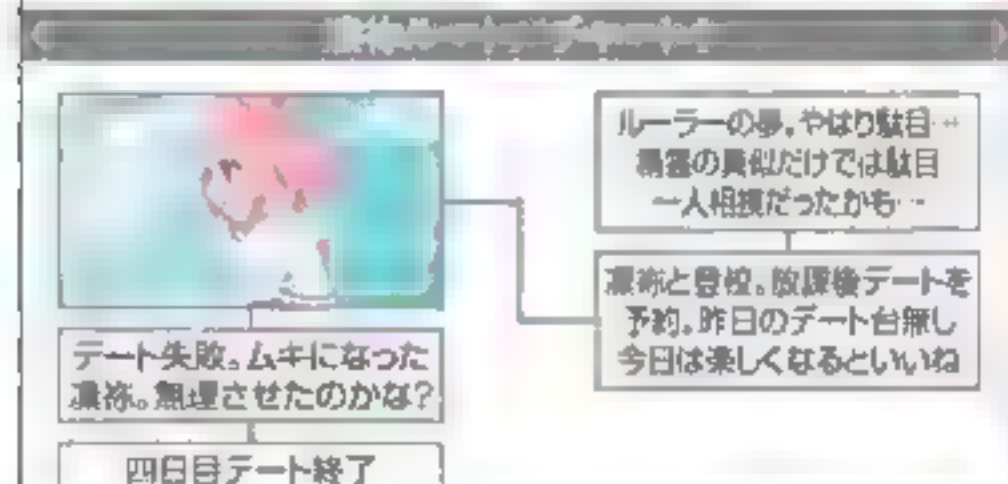 デート失敗。ムキになった
凜祢。無理させたのかな?
四日目デート終了
ルーラーの夢。やはり駄目…
の真似だけでは駄目
一人相撲だったかも…
凜祢と登校。放課後デートを
予約。昨日のデート台無し
今日は楽しくなるといいね